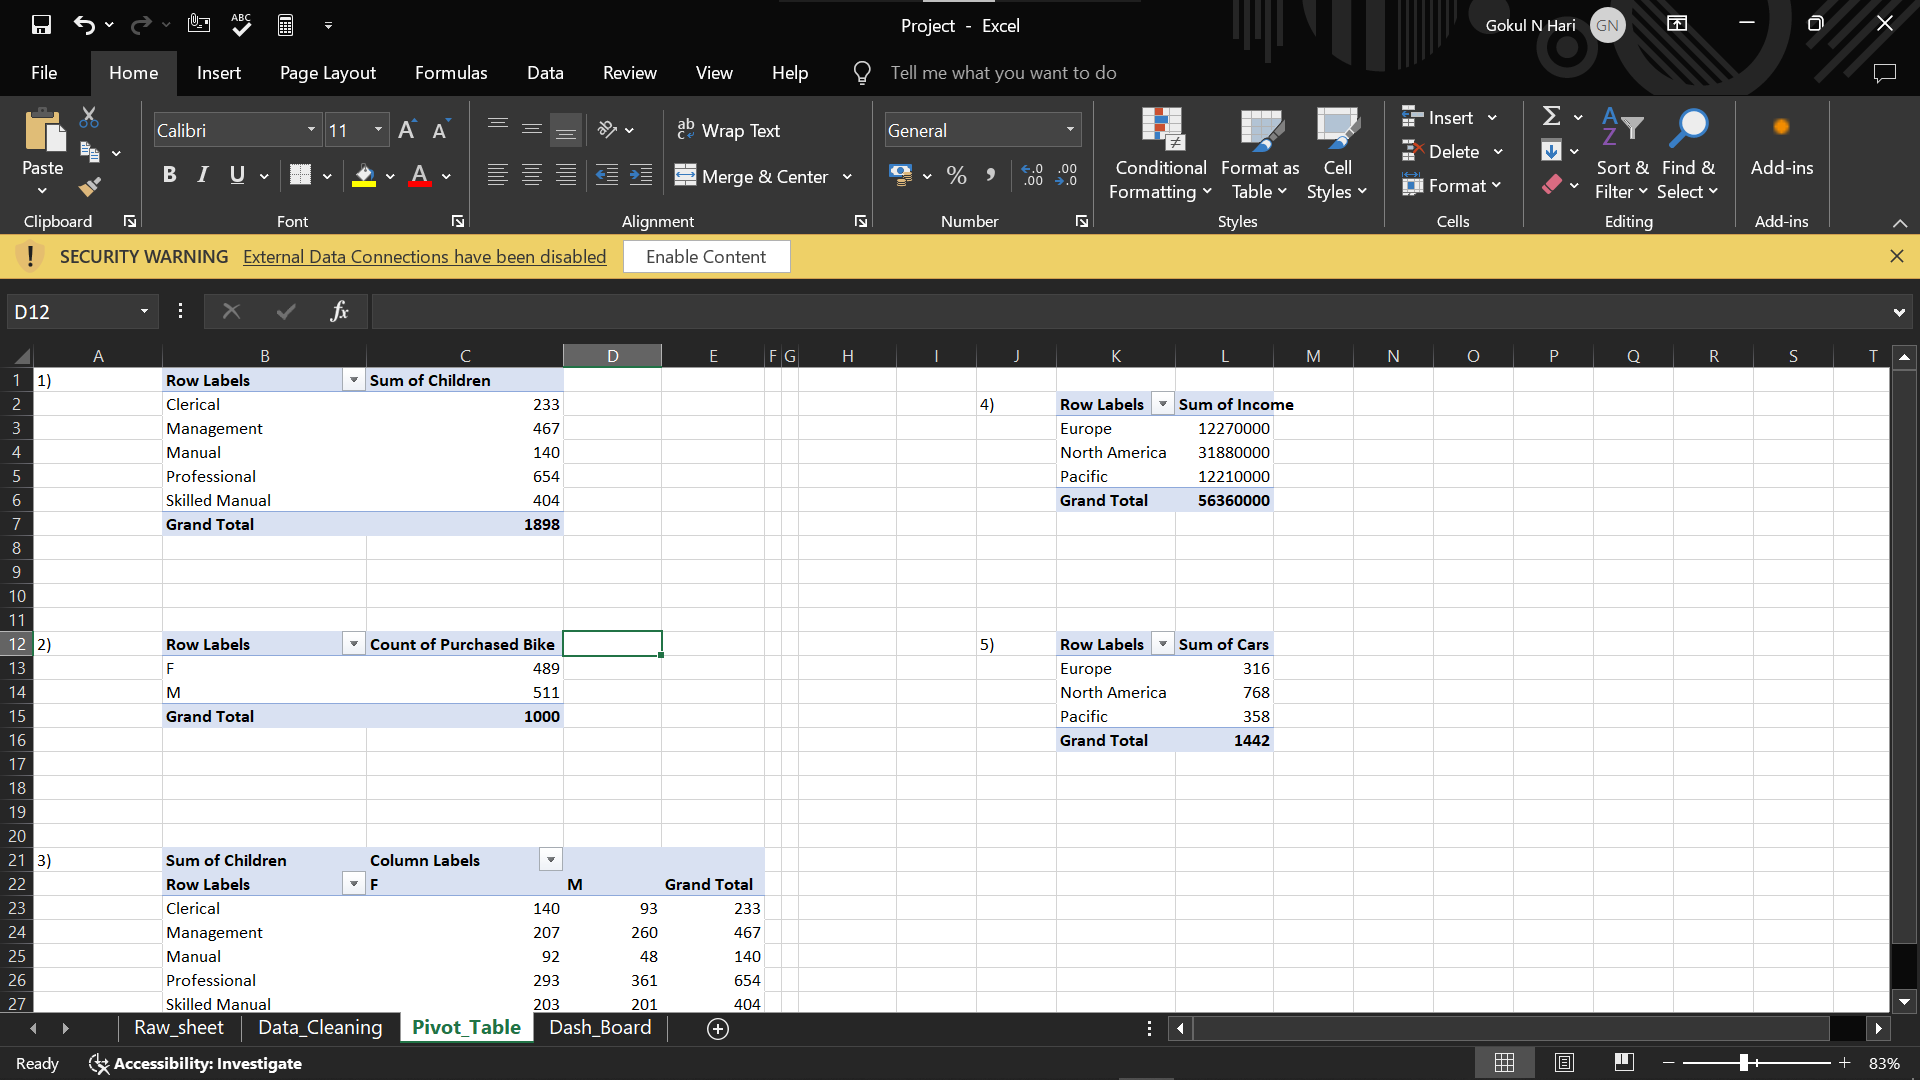 Project - Excel
Gokul N Hari GN
File Home Insert Page Layout Formulas Data Review View Help Tell me what you want to do
Paste
Clipboard
Calibri 11
B I U
Font
Wrap Text
Merge & Center
Alignment
General
Number
Conditional Formatting
Format as Table
Cell Styles
Styles
Insert
Delete
Format
Cells
Sort & Filter
Find & Select
Editing
Add-ins
Add-ins
SECURITY WARNING External Data Connections have been disabled Enable Content
D12 fx
A B C D E F G H I J K L M N O P Q R S T
1 1) Row Labels Sum of Children
2 Clerical 233 4) Row Labels Sum of Income
3 Management 467 Europe 12270000
4 Manual 140 North America 31880000
5 Professional 654 Pacific 12210000
6 Skilled Manual 404 Grand Total 56360000
7 Grand Total 1898
8
9
10
11
12 2) Row Labels Count of Purchased Bike 5) Row Labels Sum of Cars
13 F 489 Europe 316
14 M 511 North America 768
15 Grand Total 1000 Pacific 358
16 Grand Total 1442
17
18
19
20
21 3) Sum of Children Column Labels
22 Row Labels F M Grand Total
23 Clerical 140 93 233
24 Management 207 260 467
25 Manual 92 48 140
26 Professional 293 361 654
27 Skilled Manual 203 201 404
Raw_sheet Data_Cleaning Pivot_Table Dash_Board
Ready Accessibility: Investigate 83%